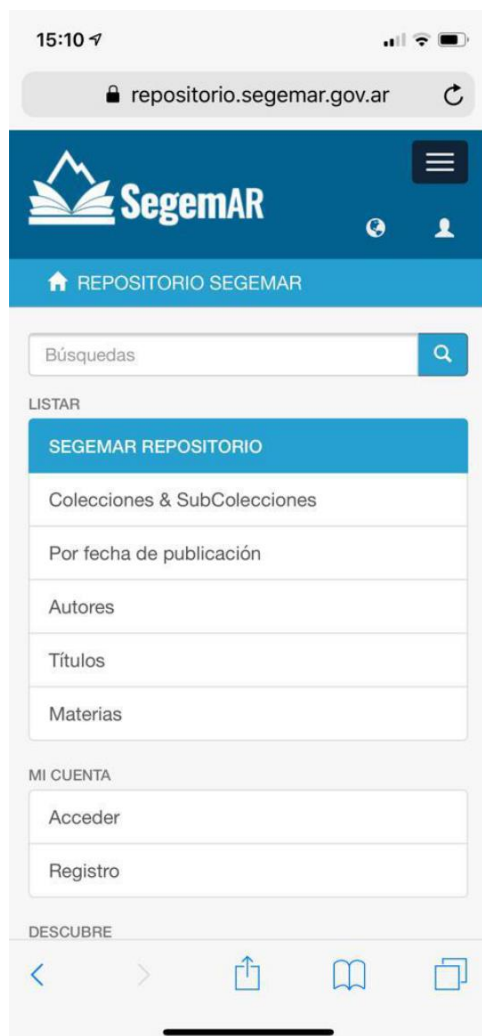 15:10
repositorio.segemar.gov.ar
SegemAR
REPOSITORIO SEGEMAR
Búsquedas
LISTAR
SEGEMAR REPOSITORIO
Colecciones & SubColecciones
Por fecha de publicación
Autores
Títulos
Materias
MI CUENTA
Acceder
Registro
DESCUBRE